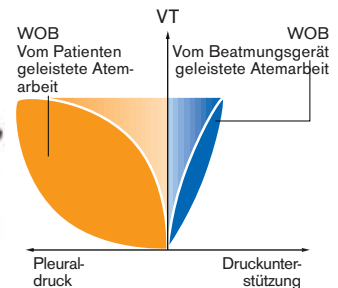 VT
WOB
Vom Patienten
geleistete Atem-
arbeit
WOB
Vom Beatmungsgerät
geleistete Atemarbeit
Pleural-
druck
Druckunter-
stützung